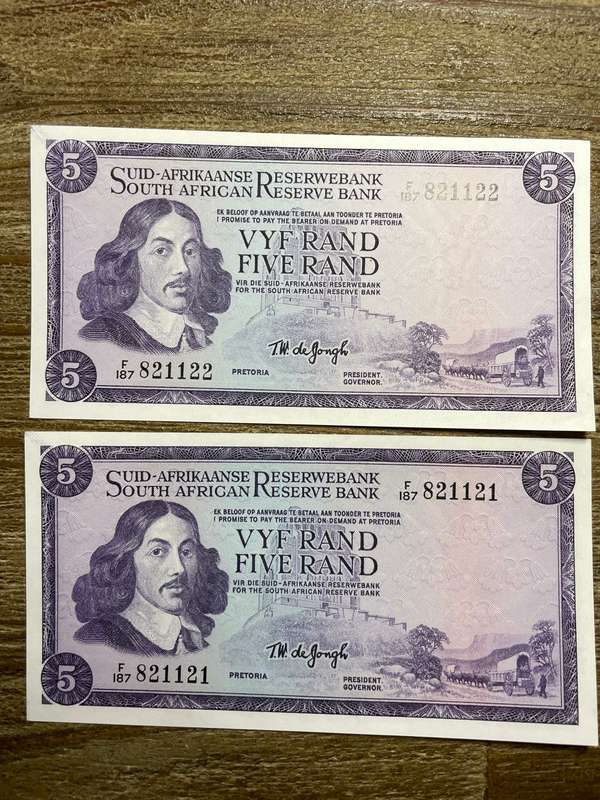 5 SUID-AFRIKAANSE RESERWEBANK 5
SOUTH AFRICAN RESERVE BANK F/187 821122
EK BELOOF OP AANVRAAG TE BETAAL AAN TOONDER TE PRETORIA
I PROMISE TO PAY THE BEARER ON DEMAND AT PRETORIA
VYF RAND
FIVE RAND
VIR DIE SUID-AFRIKAANSE RESERWEBANK
FOR THE SOUTH AFRICAN RESERVE BANK
T.W. de Jongh
5 F/187 821122 PRETORIA PRESIDENT.
GOVERNOR.
5 SUID-AFRIKAANSE RESERWEBANK 5
SOUTH AFRICAN RESERVE BANK F/187 821121
EK BELOOF OP AANVRAAG TE BETAAL AAN TOONDER TE PRETORIA
I PROMISE TO PAY THE BEARER ON DEMAND AT PRETORIA
VYF RAND
FIVE RAND
VIR DIE SUID-AFRIKAANSE RESERWEBANK
FOR THE SOUTH AFRICAN RESERVE BANK
T.W. de Jongh
5 F/187 821121 PRETORIA PRESIDENT.
GOVERNOR.